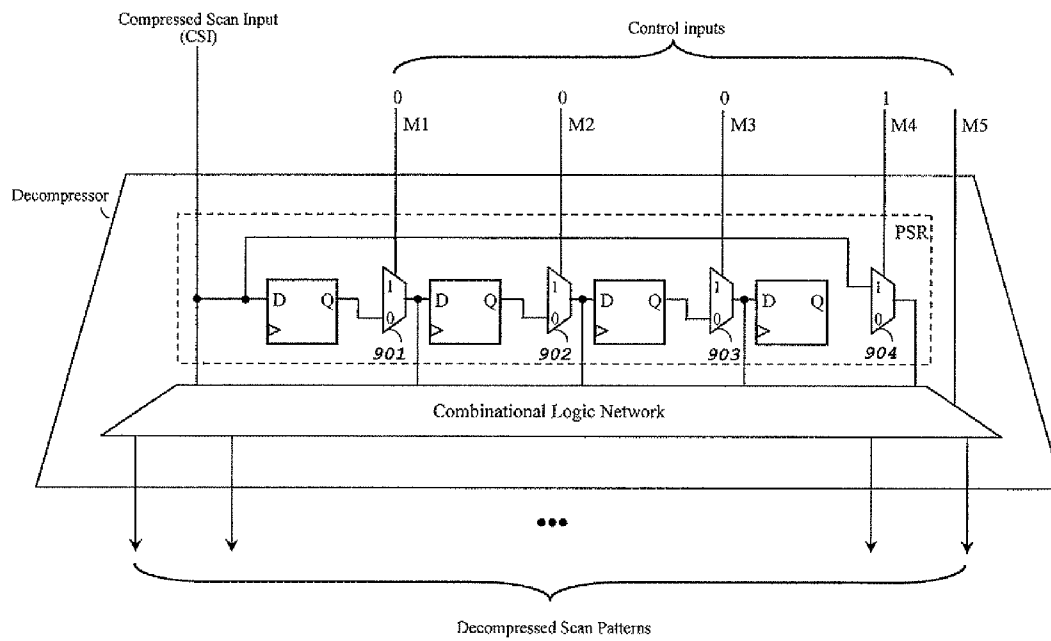 Compressed Scan Input
(CSI)
Control inputs
0 0 0 1
M1 M2 M3 M4 M5
Decompressor
PSR
D Q 1 D Q 1 D Q 1 D Q 1
0 0 0 0
901 902 903 904
Combinational Logic Network
•••
Decompressed Scan Patterns